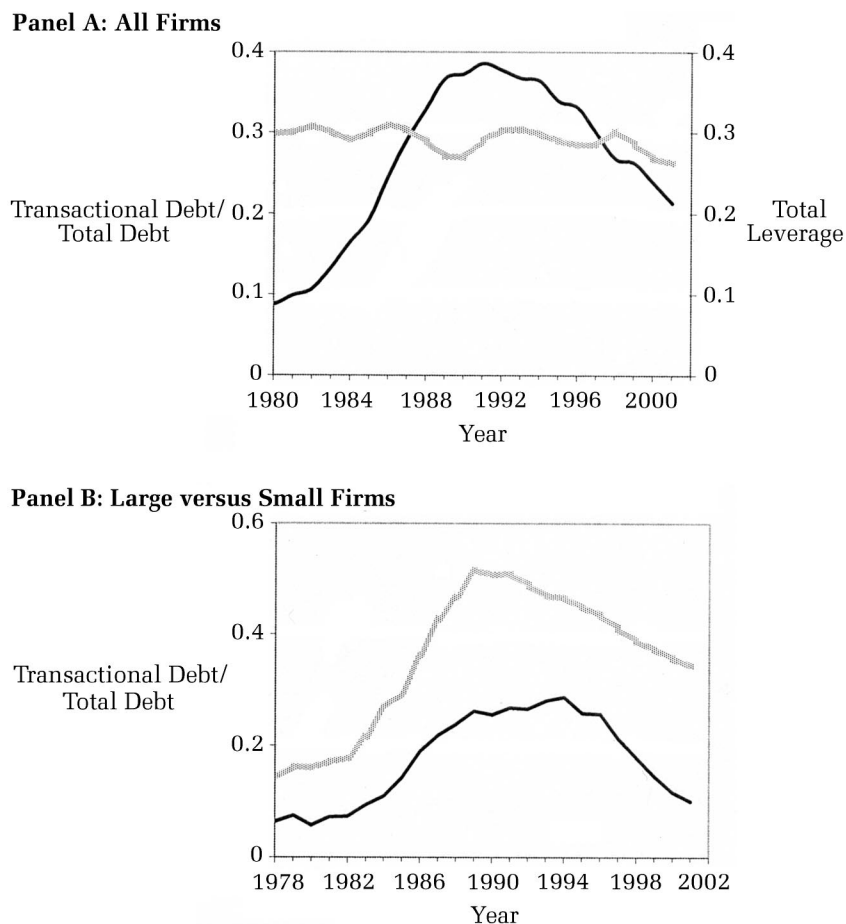 Panel A: All Firms
0.4
0.4
0.3
0.3
Transactional Debt/
Total Debt
0.2
0.2
Total
Leverage
0.1
0.1
0
0
1980 1984 1988 1992 1996 2000
Year
Panel B: Large versus Small Firms
0.6
0.4
Transactional Debt/
Total Debt
0.2
0
1978 1982 1986 1990 1994 1998 2002
Year